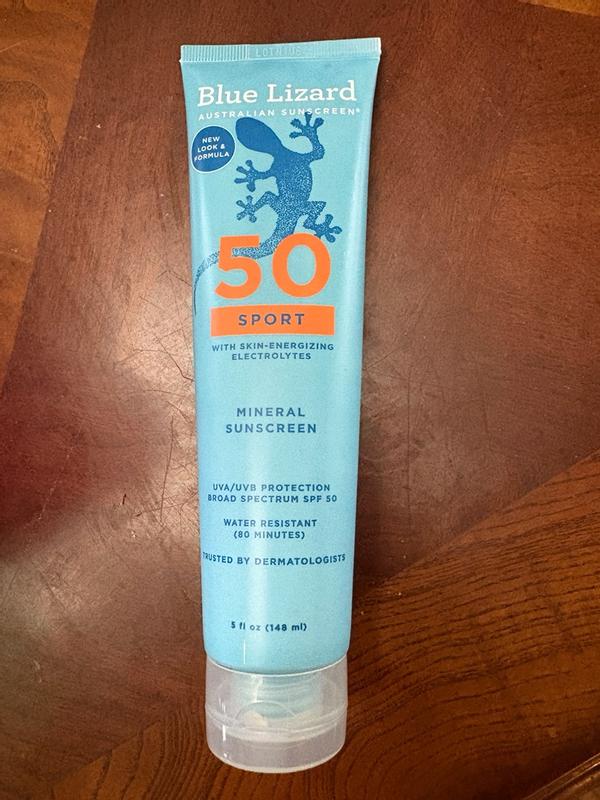 Blue Lizard
AUSTRALIAN SUNSCREEN®
NEW
LOOK &
FORMULA
50
SPORT
WITH SKIN-ENERGIZING
ELECTROLYTES
MINERAL
SUNSCREEN
UVA/UVB PROTECTION
BROAD SPECTRUM SPF 50
WATER RESISTANT
(80 MINUTES)
TRUSTED BY DERMATOLOGISTS
5 fl oz (148 ml)